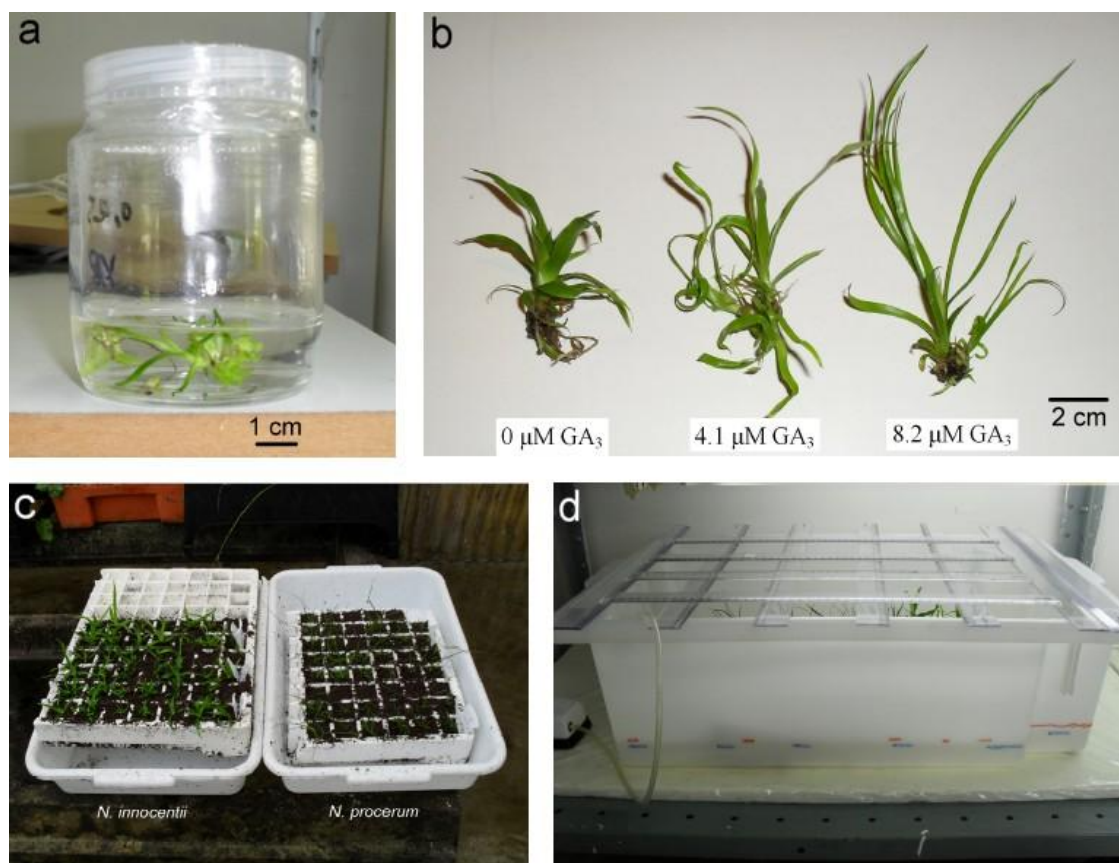 a
1 cm
b
0 μM GA₃
4.1 μM GA₃
8.2 μM GA₃
2 cm
c
N. innocentii
N. procerum
d